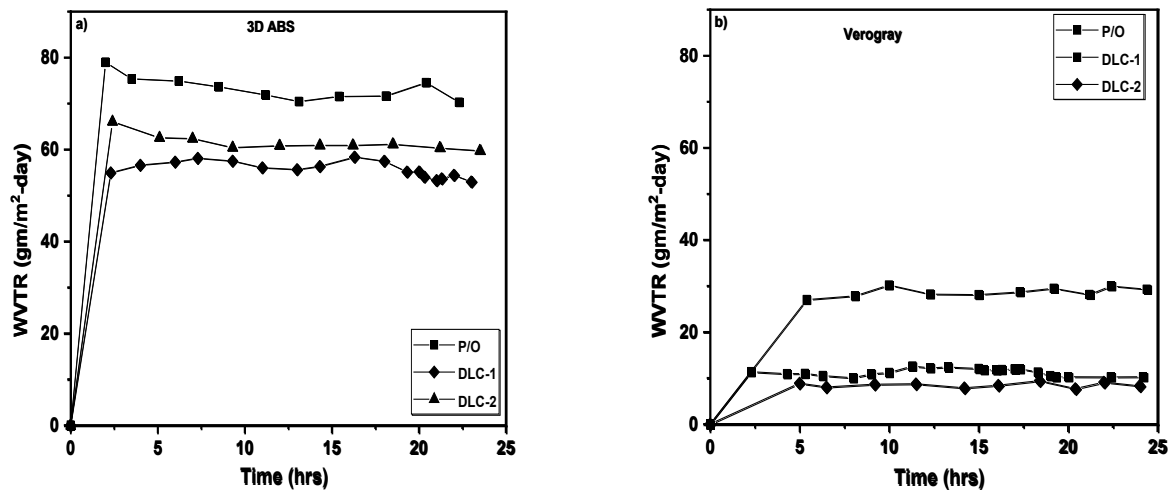 a)
3D ABS
80
60
40
20
0
0
5
10
15
20
25
WVTR (gm/m²-day)
Time (hrs)
P/O
DLC-1
DLC-2
b)
Verogray
80
60
40
20
0
0
5
10
15
20
25
WVTR (gm/m²-day)
Time (hrs)
P/O
DLC-1
DLC-2